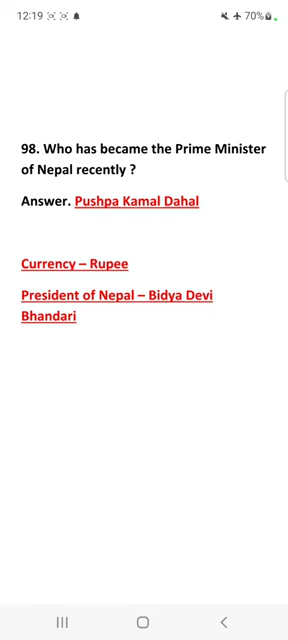 12:19
70%
98. Who has became the Prime Minister
of Nepal recently ?
Answer. Pushpa Kamal Dahal
Currency – Rupee
President of Nepal – Bidya Devi
Bhandari